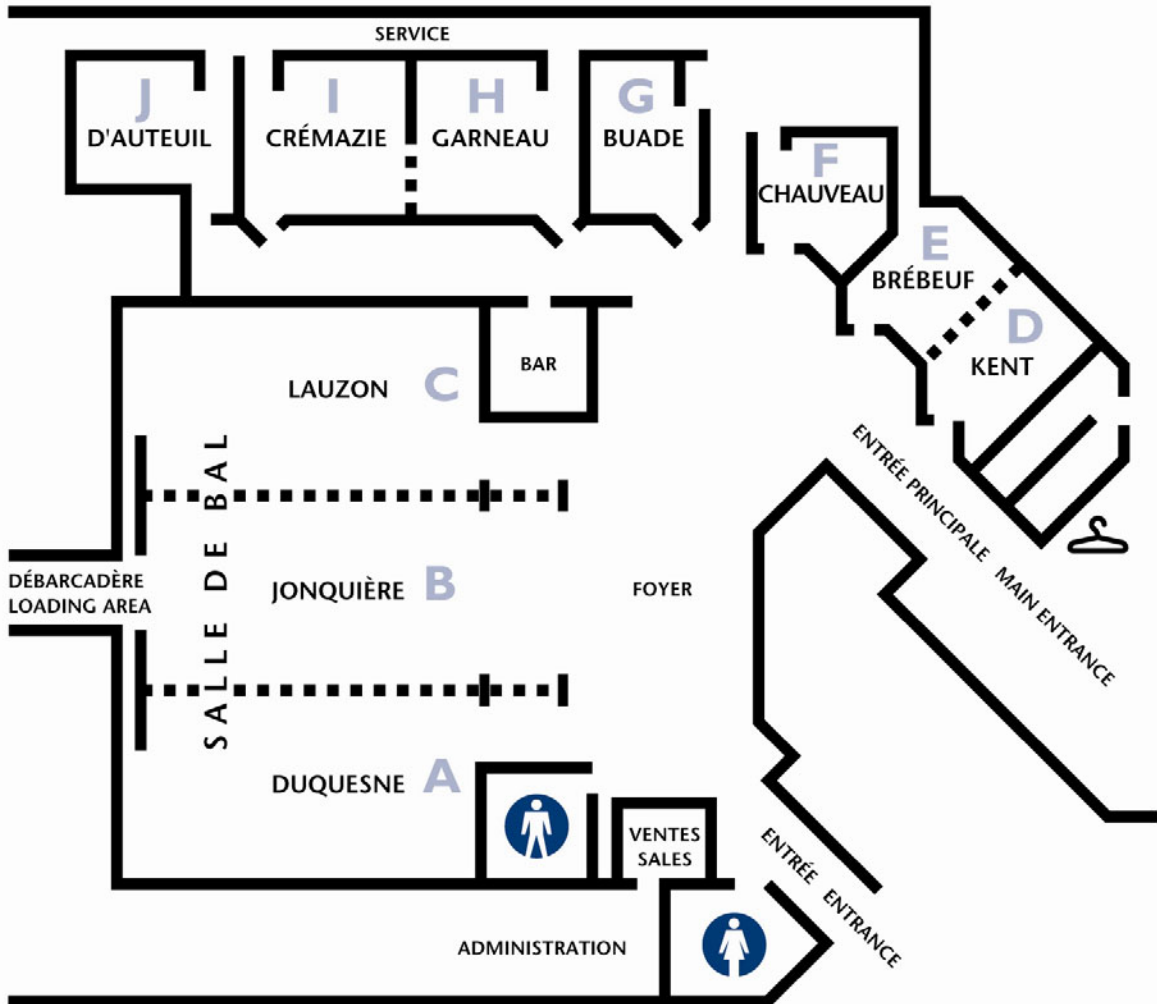 SERVICE
J
D'AUTEUIL
I
CRÉMAZIE
H
GARNEAU
G
BUADE
F
CHAUVEAU
E
BRÉBEUF
D
KENT
BAR
LAUZON C
SALLE DE BAL
ENTRÉE PRINCIPALE
MAIN ENTRANCE
DÉBARCADÈRE
LOADING AREA
JONQUIÈRE B
FOYER
DUQUESNE A
VENTES
SALES
ENTRÉE
ENTRANCE
ADMINISTRATION